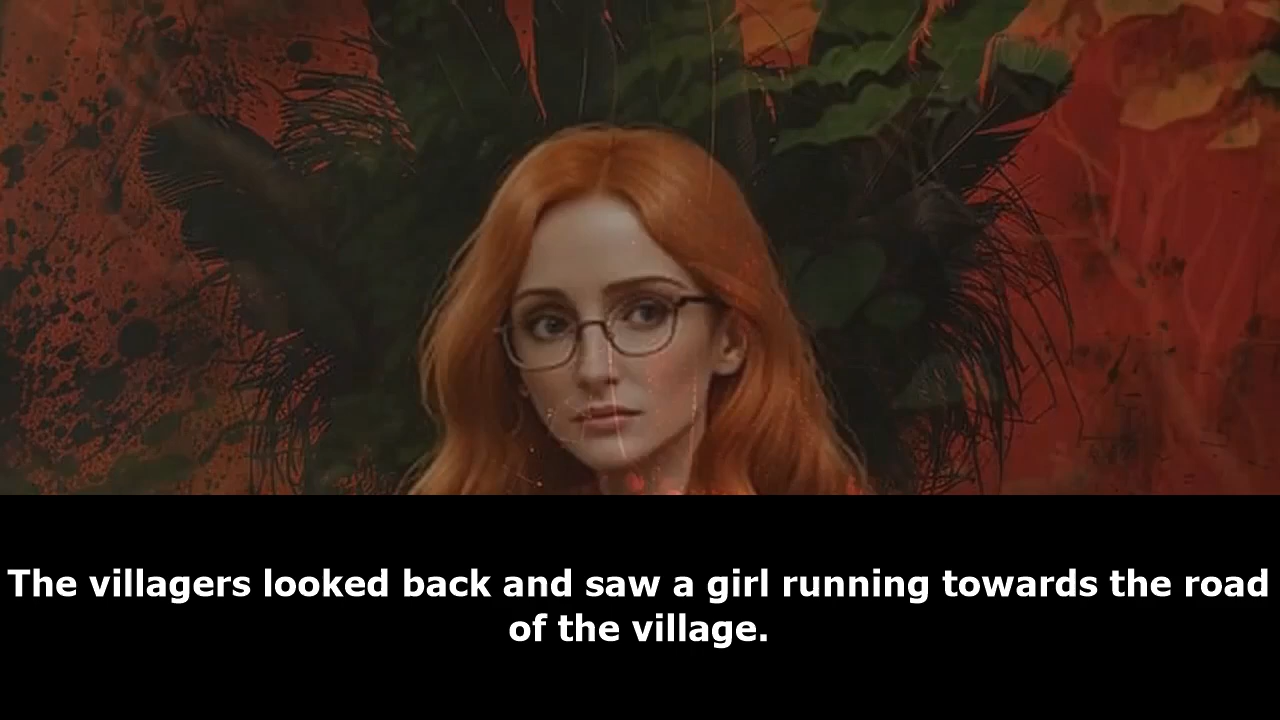 The villagers looked back and saw a girl running towards the road
of the village.